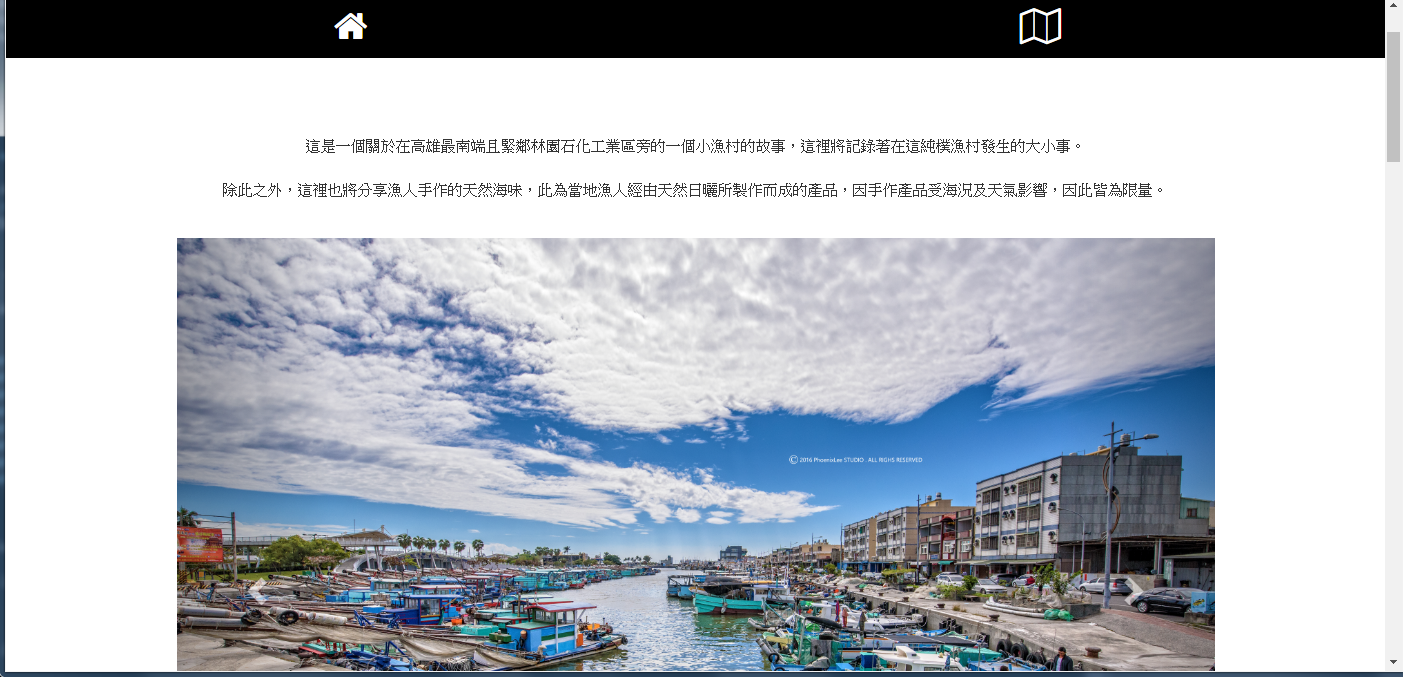 這是一個關於在高雄最南端且緊鄰林園石化工業區旁的一個小漁村的故事，這裡將記錄著在這純樸漁村發生的大小事。
除此之外，這裡也將分享漁人手作的天然海味，此為當地漁人經由天然日曬所製作而成的產品，因手作產品受海況及天氣影響，因此皆為限量。
© 2016 PhoenixLee STUDIO . ALL RIGHS RESERVED